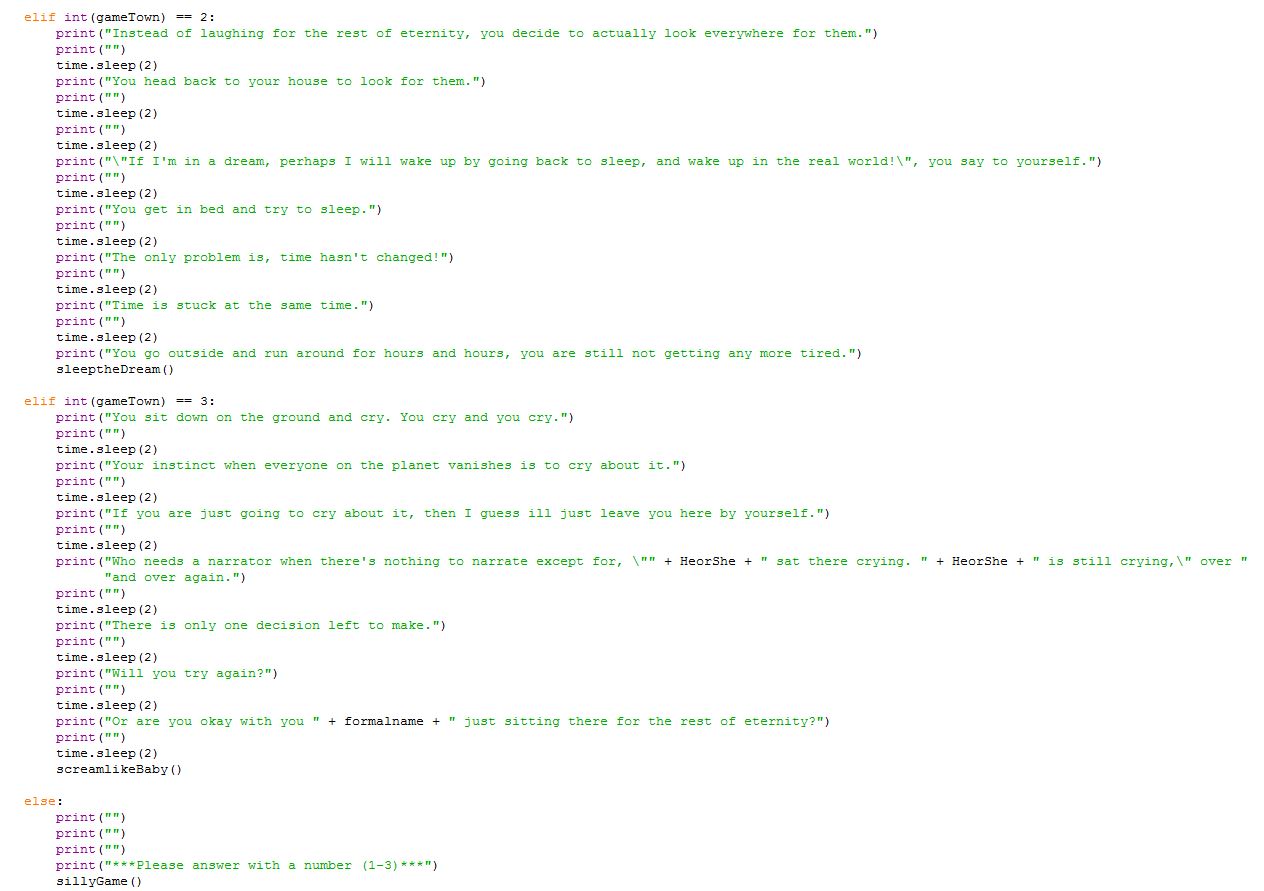 elif int(gameTown) == 2:
    print("Instead of laughing for the rest of eternity, you decide to actually look everywhere for them.")
    print("")
    time.sleep(2)
    print("You head back to your house to look for them.")
    print("")
    time.sleep(2)
    print("")
    time.sleep(2)
    print("\"If I'm in a dream, perhaps I will wake up by going back to sleep, and wake up in the real world!\", you say to yourself.")
    print("")
    time.sleep(2)
    print("You get in bed and try to sleep.")
    print("")
    time.sleep(2)
    print("The only problem is, time hasn't changed!")
    print("")
    time.sleep(2)
    print("Time is stuck at the same time.")
    print("")
    time.sleep(2)
    print("You go outside and run around for hours and hours, you are still not getting any more tired.")
    sleeptheDream()

elif int(gameTown) == 3:
    print("You sit down on the ground and cry. You cry and you cry.")
    print("")
    time.sleep(2)
    print("Your instinct when everyone on the planet vanishes is to cry about it.")
    print("")
    time.sleep(2)
    print("If you are just going to cry about it, then I guess ill just leave you here by yourself.")
    print("")
    time.sleep(2)
    print("Who needs a narrator when there's nothing to narrate except for, \"" + HeorShe + " sat there crying. " + HeorShe + " is still crying,\" over "
          "and over again.")
    print("")
    time.sleep(2)
    print("There is only one decision left to make.")
    print("")
    time.sleep(2)
    print("Will you try again?")
    print("")
    time.sleep(2)
    print("Or are you okay with you " + formalname + " just sitting there for the rest of eternity?")
    print("")
    time.sleep(2)
    screamlikeBaby()

else:
    print("")
    print("")
    print("")
    print("***Please answer with a number (1-3)***")
    sillyGame()